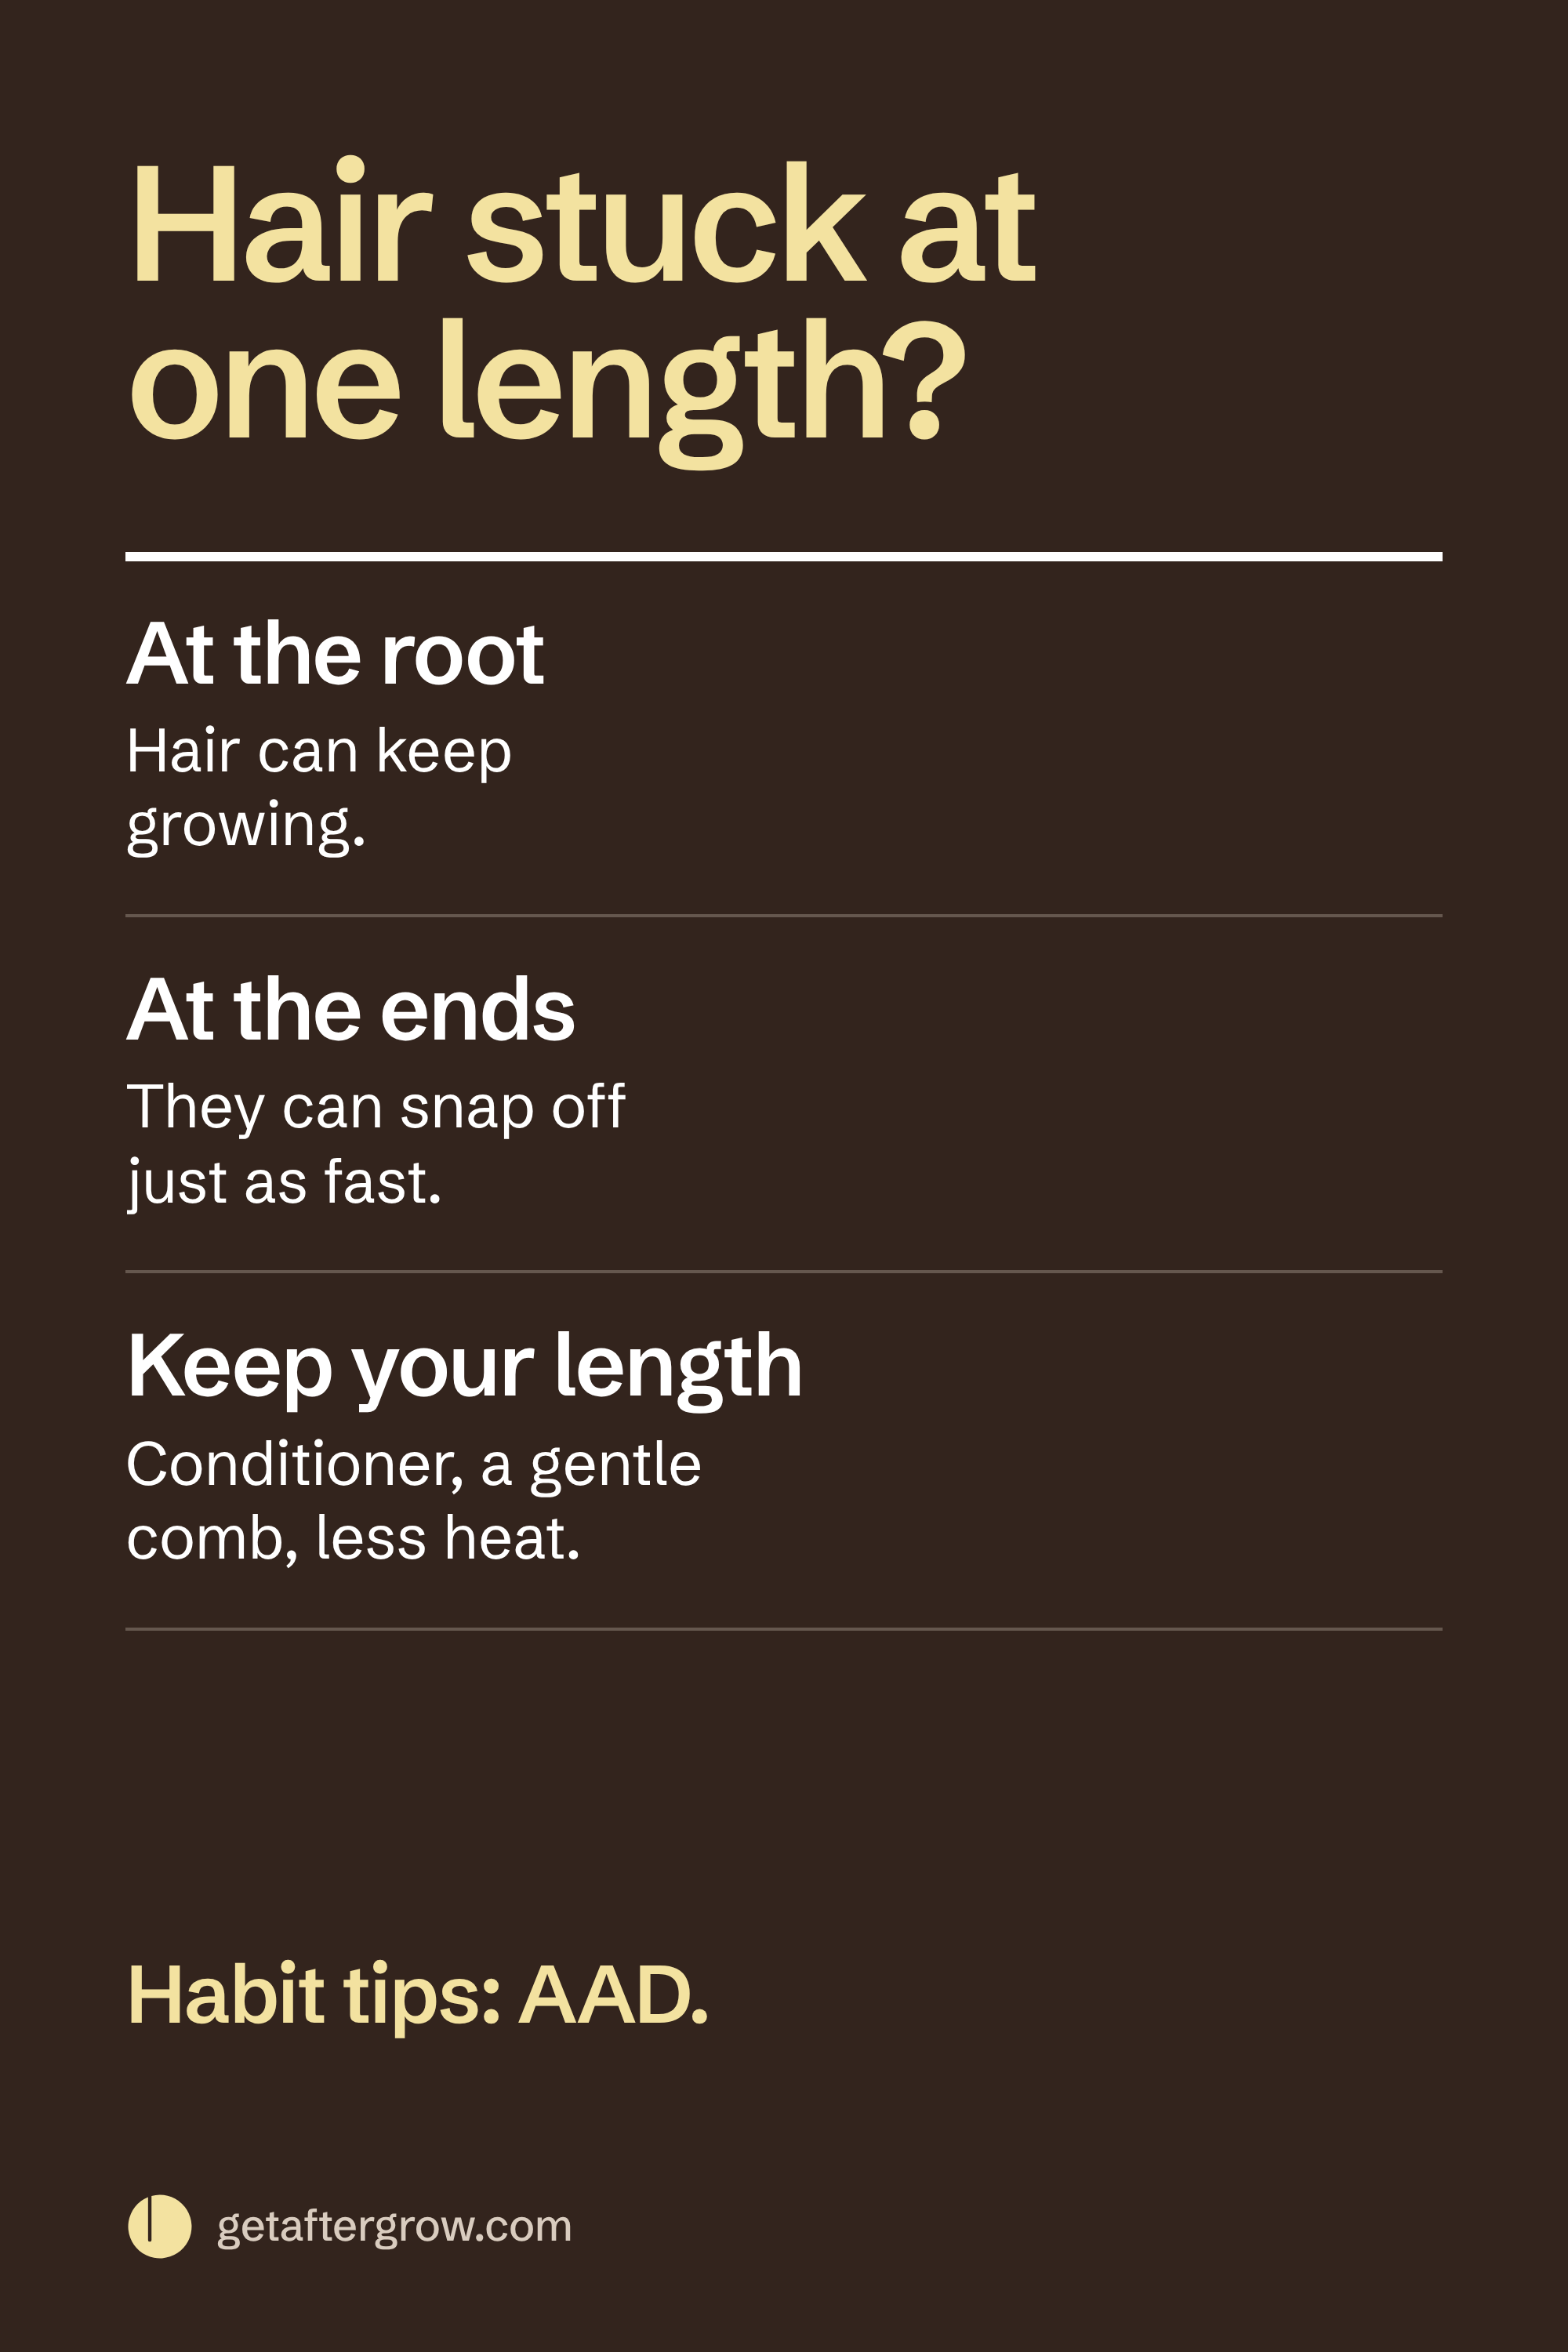 Hair stuck at
one length?
At the root
Hair can keep
growing.
At the ends
They can snap off
just as fast.
Keep your length
Conditioner, a gentle
comb, less heat.
Habit tips: AAD.
getaftergrow.com